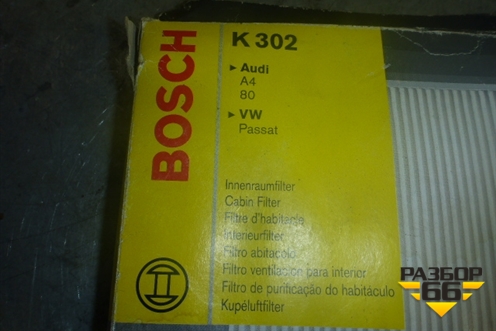 BOSCH
K 302
► Audi
A4
80
► VW
Passat
Innenraumfilter
Cabin Filter
Filtre d'habitacle
Interieurfilter
Filtro abitacolo
Filtro ventilación para interior
Filtro de purificação do habitáculo
Kupéluftfilter
РАЗБОР
66